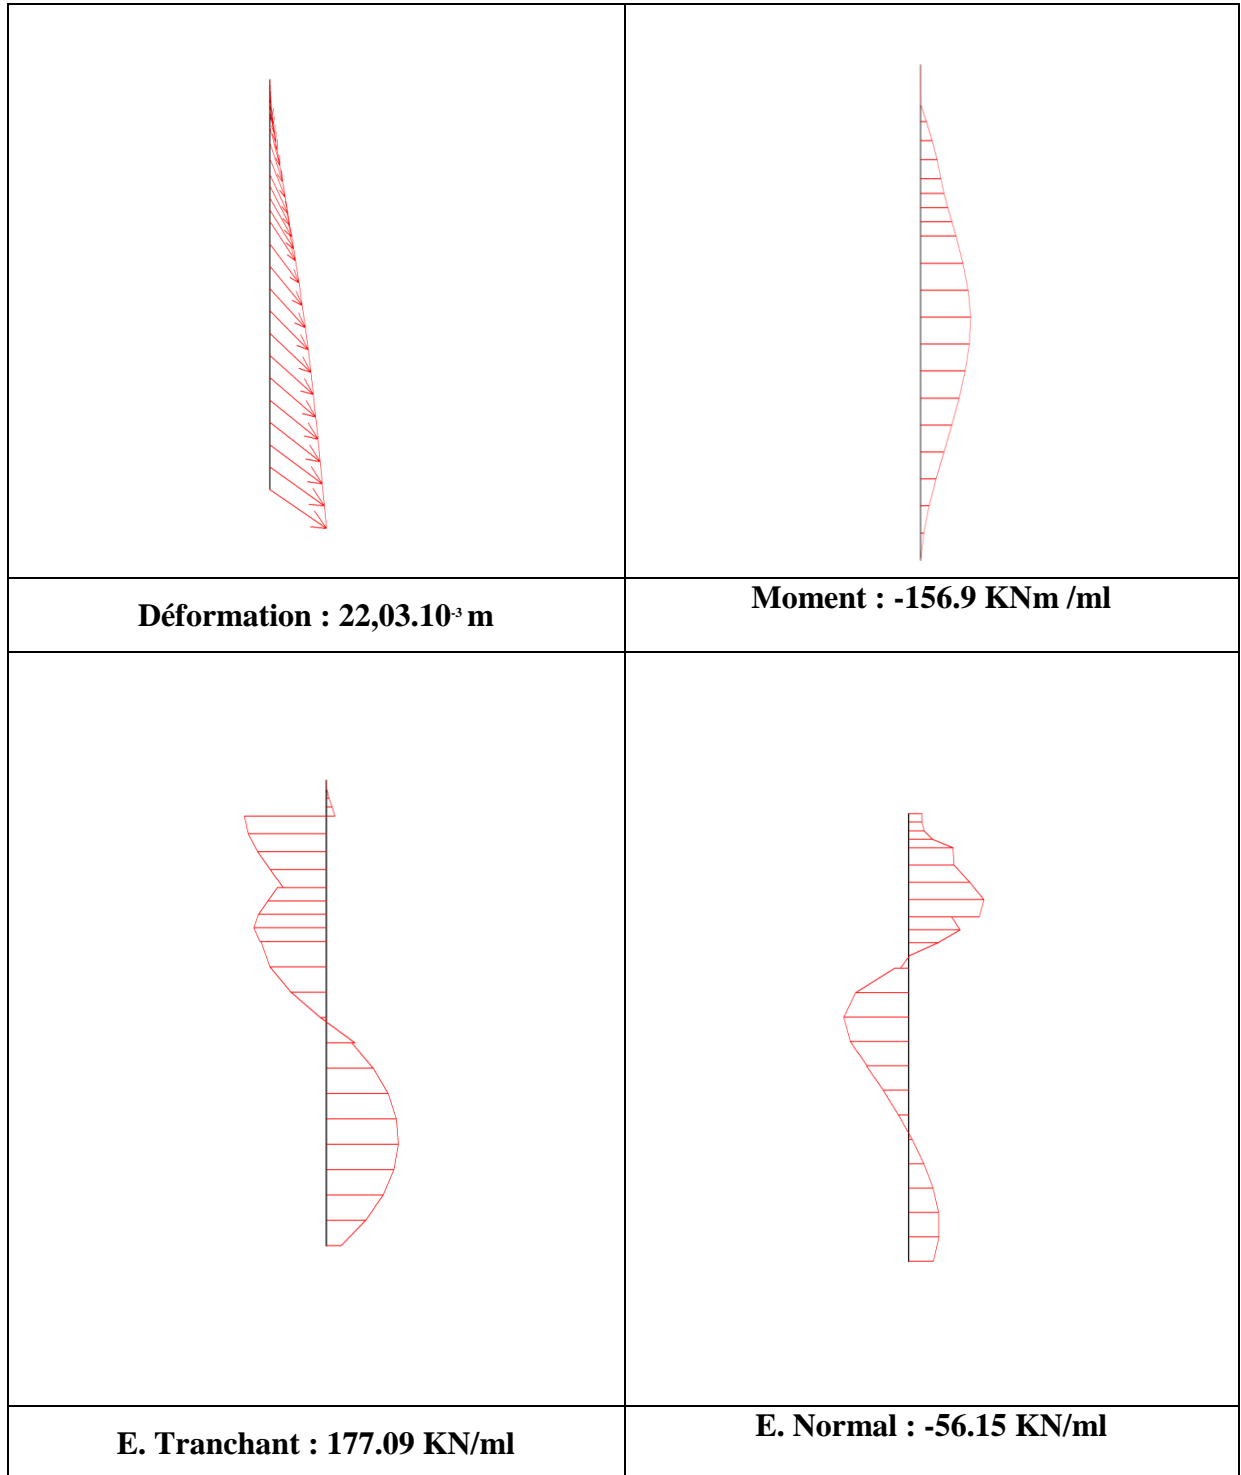 Déformation : 22,03.10⁻³ m
Moment : -156.9 KNm /ml
E. Tranchant : 177.09 KN/ml
E. Normal : -56.15 KN/ml